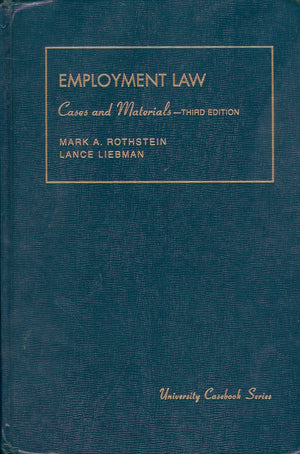 EMPLOYMENT LAW
Cases and Materials—THIRD EDITION
MARK A. ROTHSTEIN
LANCE LIEBMAN
University Casebook Series